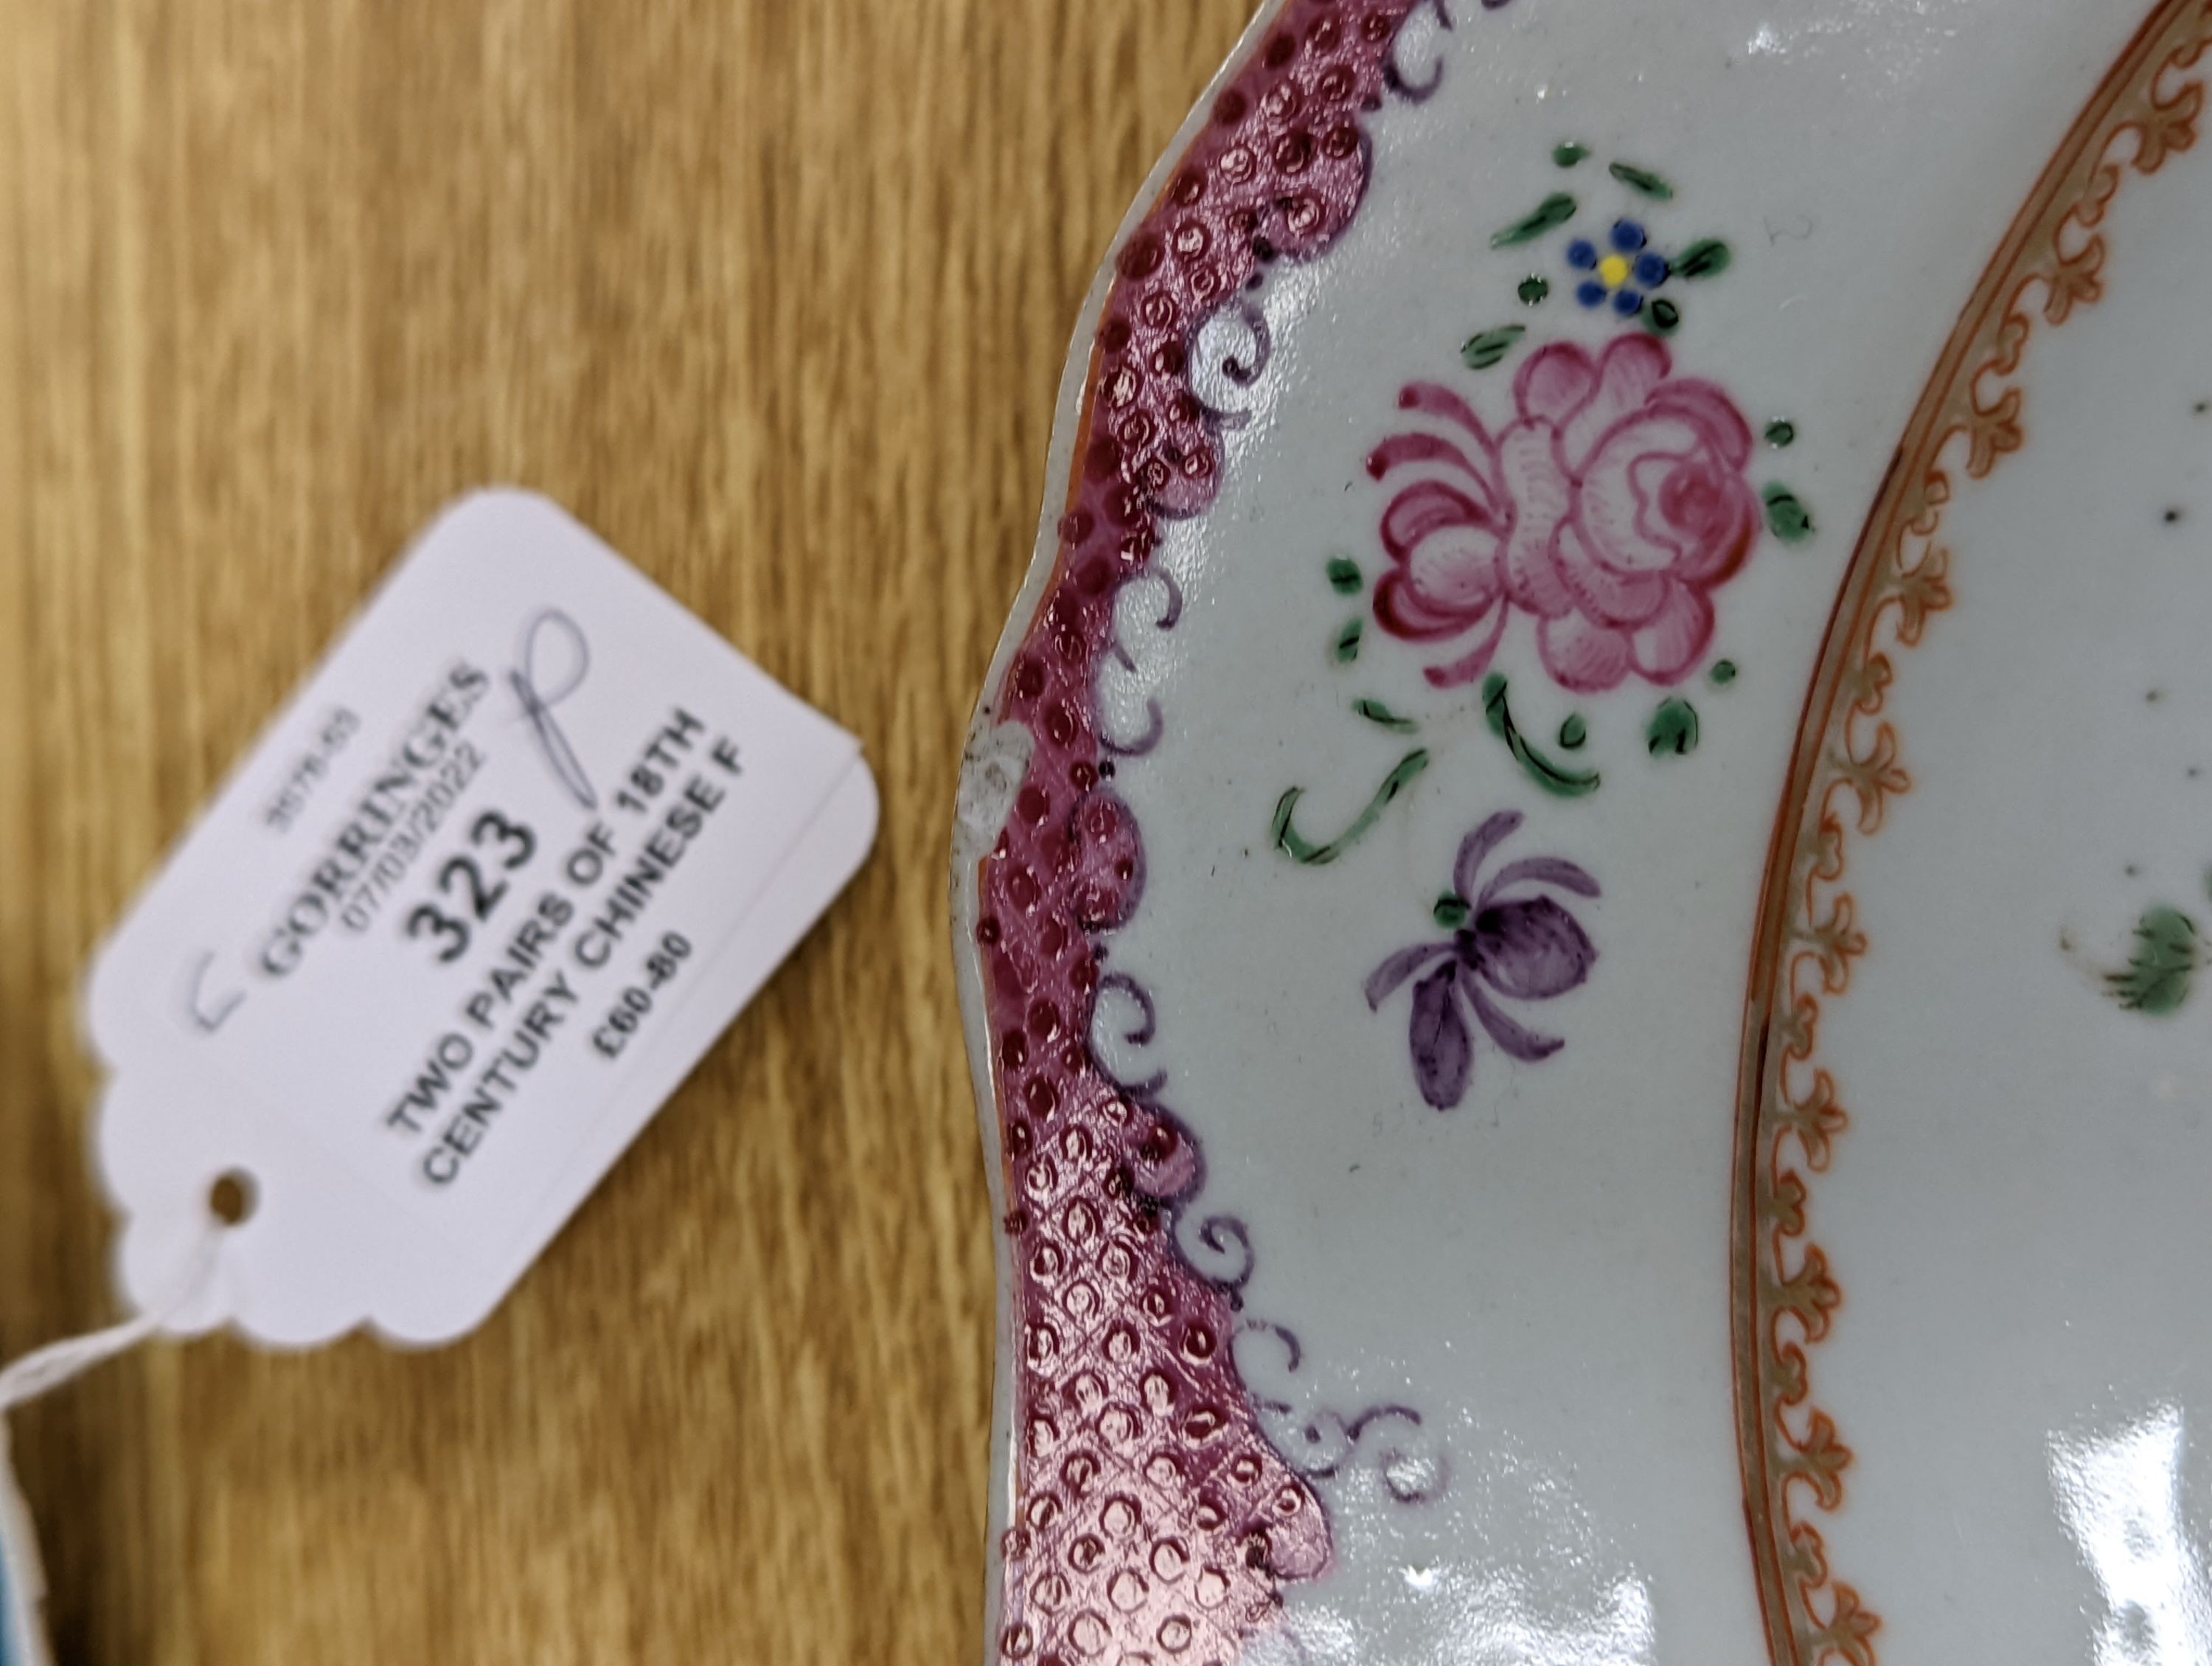 GORRINGES
07/03/2022
323
TWO PAIRS OF 18TH
CENTURY CHINESE F
£60-80